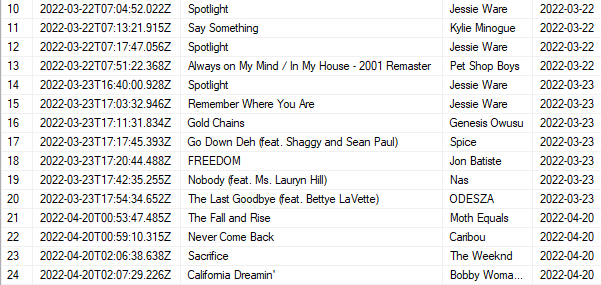 10 2022-03-22T07:04:52.022Z Spotlight Jessie Ware 2022-03-22
11 2022-03-22T07:13:21.915Z Say Something Kylie Minogue 2022-03-22
12 2022-03-22T07:17:47.056Z Spotlight Jessie Ware 2022-03-22
13 2022-03-22T07:51:22.368Z Always on My Mind / In My House - 2001 Remaster Pet Shop Boys 2022-03-22
14 2022-03-23T16:40:00.928Z Spotlight Jessie Ware 2022-03-23
15 2022-03-23T17:03:32.946Z Remember Where You Are Jessie Ware 2022-03-23
16 2022-03-23T17:11:31.834Z Gold Chains Genesis Owusu 2022-03-23
17 2022-03-23T17:17:45.393Z Go Down Deh (feat. Shaggy and Sean Paul) Spice 2022-03-23
18 2022-03-23T17:20:44.488Z FREEDOM Jon Batiste 2022-03-23
19 2022-03-23T17:42:35.255Z Nobody (feat. Ms. Lauryn Hill) Nas 2022-03-23
20 2022-03-23T17:54:34.652Z The Last Goodbye (feat. Bettye LaVette) ODESZA 2022-03-23
21 2022-04-20T00:53:47.485Z The Fall and Rise Moth Equals 2022-04-20
22 2022-04-20T00:59:10.315Z Never Come Back Caribou 2022-04-20
23 2022-04-20T02:06:38.638Z Sacrifice The Weeknd 2022-04-20
24 2022-04-20T02:07:29.226Z California Dreamin' Bobby Woma... 2022-04-20